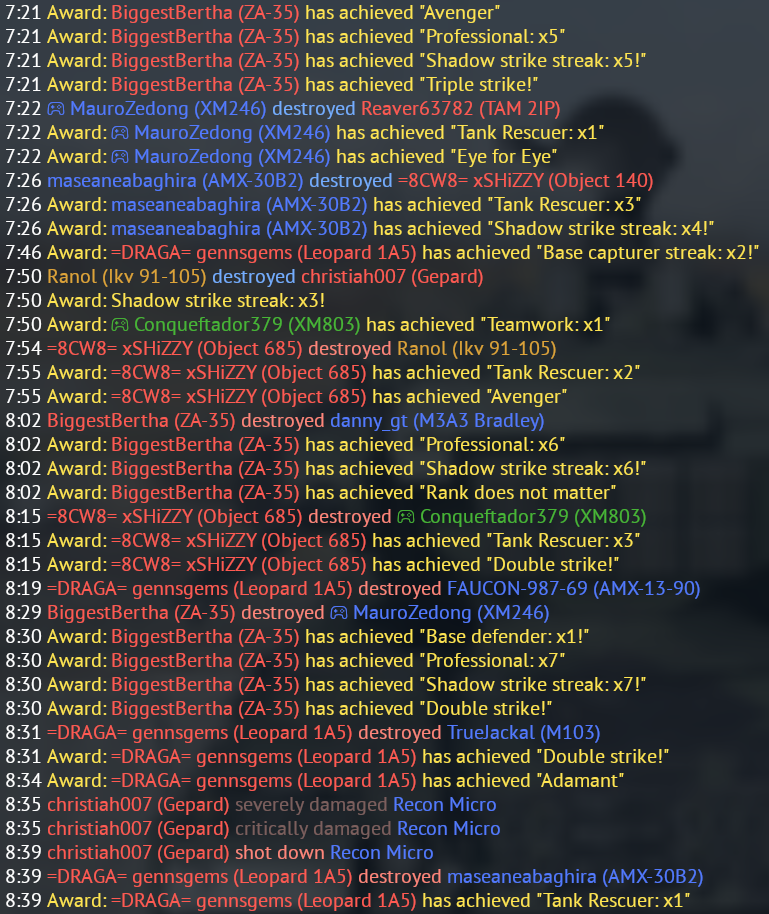 7:21 Award: BiggestBertha (ZA-35) has achieved "Avenger"
7:21 Award: BiggestBertha (ZA-35) has achieved "Professional: x5"
7:21 Award: BiggestBertha (ZA-35) has achieved "Shadow strike streak: x5!"
7:21 Award: BiggestBertha (ZA-35) has achieved "Triple strike!"
7:22 MauroZedong (XM246) destroyed Reaver63782 (TAM 2IP)
7:22 Award: MauroZedong (XM246) has achieved "Tank Rescuer: x1"
7:22 Award: MauroZedong (XM246) has achieved "Eye for Eye"
7:26 maseaneabaghira (AMX-30B2) destroyed =8CW8= xSHiZZY (Object 140)
7:26 Award: maseaneabaghira (AMX-30B2) has achieved "Tank Rescuer: x3"
7:26 Award: maseaneabaghira (AMX-30B2) has achieved "Shadow strike streak: x4!"
7:46 Award: =DRAGA= gennsgems (Leopard 1A5) has achieved "Base capturer streak: x2!"
7:50 Ranol (Ikv 91-105) destroyed christiah007 (Gepard)
7:50 Award: Shadow strike streak: x3!
7:50 Award: Conqueftador379 (XM803) has achieved "Teamwork: x1"
7:54 =8CW8= xSHiZZY (Object 685) destroyed Ranol (Ikv 91-105)
7:55 Award: =8CW8= xSHiZZY (Object 685) has achieved "Tank Rescuer: x2"
7:55 Award: =8CW8= xSHiZZY (Object 685) has achieved "Avenger"
8:02 BiggestBertha (ZA-35) destroyed danny_gt (M3A3 Bradley)
8:02 Award: BiggestBertha (ZA-35) has achieved "Professional: x6"
8:02 Award: BiggestBertha (ZA-35) has achieved "Shadow strike streak: x6!"
8:02 Award: BiggestBertha (ZA-35) has achieved "Rank does not matter"
8:15 =8CW8= xSHiZZY (Object 685) destroyed Conqueftador379 (XM803)
8:15 Award: =8CW8= xSHiZZY (Object 685) has achieved "Tank Rescuer: x3"
8:15 Award: =8CW8= xSHiZZY (Object 685) has achieved "Double strike!"
8:19 =DRAGA= gennsgems (Leopard 1A5) destroyed FAUCON-987-69 (AMX-13-90)
8:29 BiggestBertha (ZA-35) destroyed MauroZedong (XM246)
8:30 Award: BiggestBertha (ZA-35) has achieved "Base defender: x1!"
8:30 Award: BiggestBertha (ZA-35) has achieved "Professional: x7"
8:30 Award: BiggestBertha (ZA-35) has achieved "Shadow strike streak: x7!"
8:30 Award: BiggestBertha (ZA-35) has achieved "Double strike!"
8:31 =DRAGA= gennsgems (Leopard 1A5) destroyed TrueJackal (M103)
8:31 Award: =DRAGA= gennsgems (Leopard 1A5) has achieved "Double strike!"
8:34 Award: =DRAGA= gennsgems (Leopard 1A5) has achieved "Adamant"
8:35 christiah007 (Gepard) severely damaged Recon Micro
8:35 christiah007 (Gepard) critically damaged Recon Micro
8:39 christiah007 (Gepard) shot down Recon Micro
8:39 =DRAGA= gennsgems (Leopard 1A5) destroyed maseaneabaghira (AMX-30B2)
8:39 Award: =DRAGA= gennsgems (Leopard 1A5) has achieved "Tank Rescuer: x1"